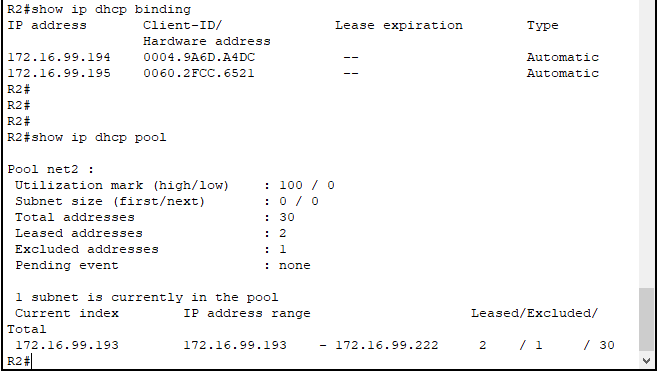 R2#show ip dhcp binding
IP address       Client-ID/              Lease expiration        Type
                 Hardware address
172.16.99.194    0004.9A6D.A4DC           --                     Automatic
172.16.99.195    0060.2FCC.6521           --                     Automatic
R2#
R2#
R2#
R2#show ip dhcp pool

Pool net2 :
 Utilization mark (high/low)    : 100 / 0
 Subnet size (first/next)       : 0 / 0
 Total addresses                : 30
 Leased addresses               : 2
 Excluded addresses             : 1
 Pending event                  : none

 1 subnet is currently in the pool
 Current index        IP address range                    Leased/Excluded/
Total
 172.16.99.193        172.16.99.193    - 172.16.99.222     2    / 1     / 30
R2#